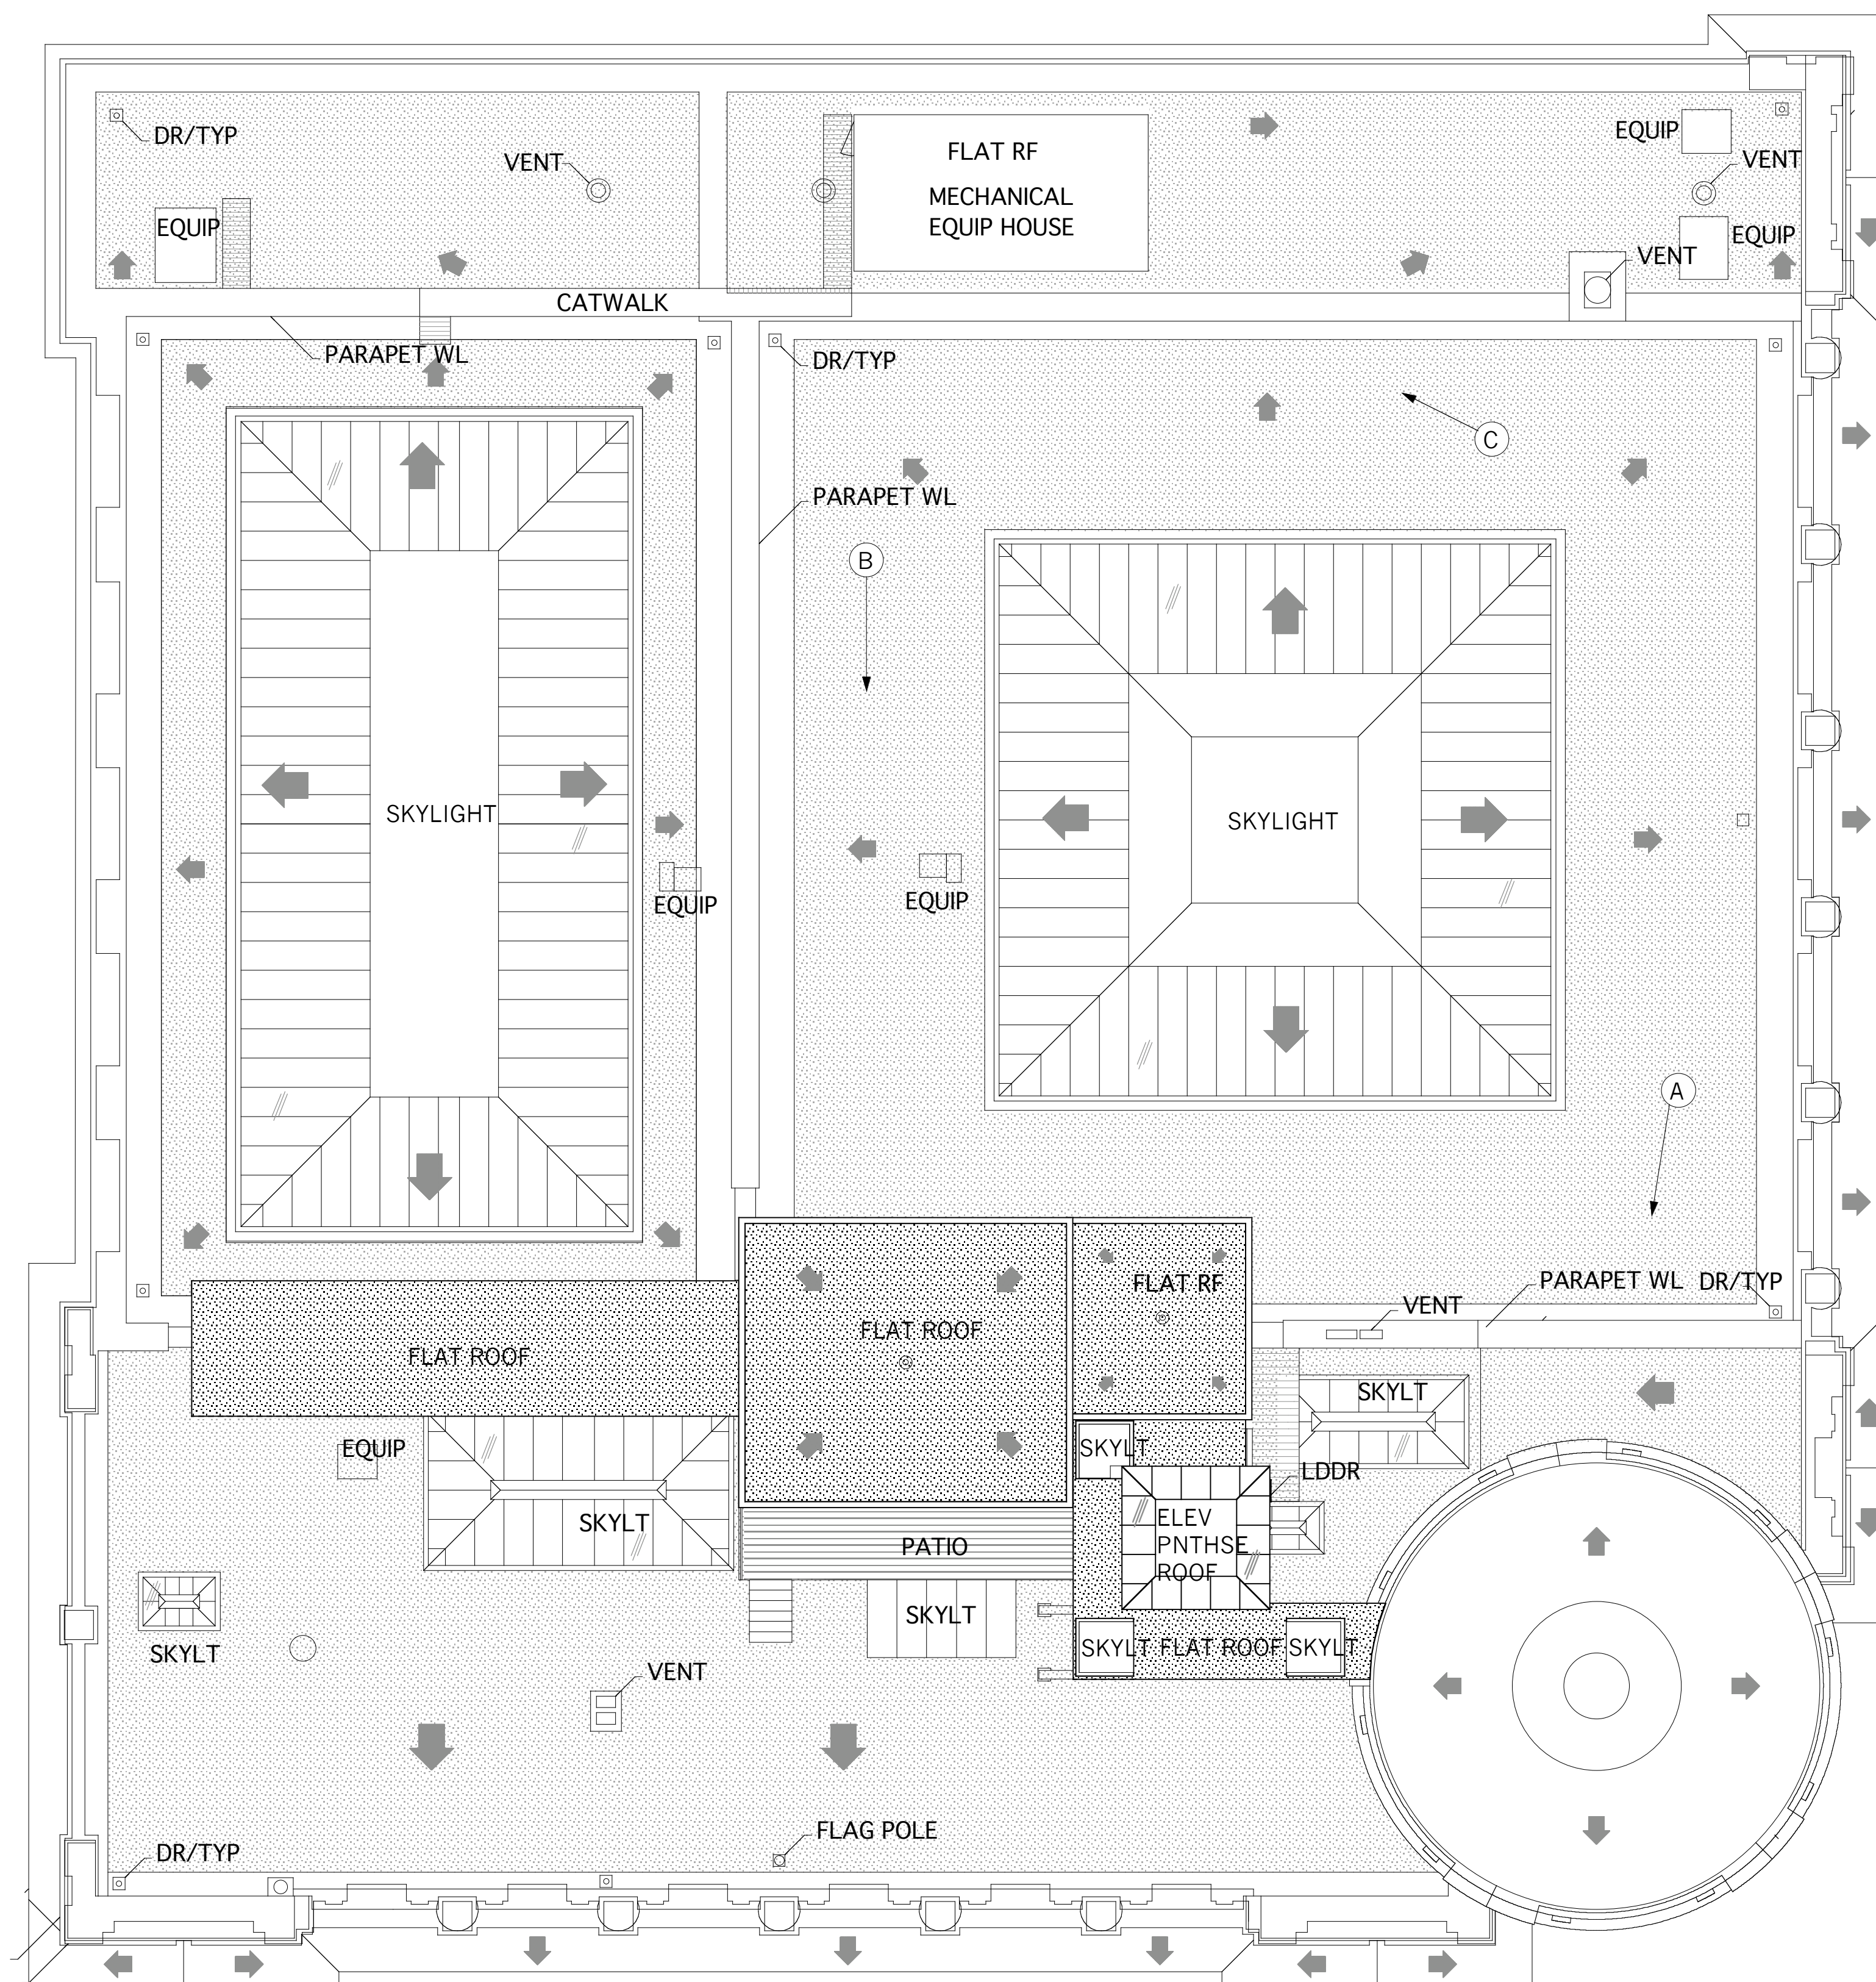 DR/TYP
VENT
FLAT RF
MECHANICAL
EQUIP HOUSE
EQUIP
VENT
EQUIP
EQUIP
VENT
CATWALK
PARAPET WL
DR/TYP
C
PARAPET WL
B
SKYLIGHT
SKYLIGHT
EQUIP
EQUIP
A
FLAT RF
PARAPET WL
DR/TYP
VENT
FLAT ROOF
FLAT ROOF
SKYLT
EQUIP
SKYLT
LDDR
SKYLT
ELEV
PNTHSE
ROOF
PATIO
SKYLT
SKYLT
SKYLT
FLAT ROOF
SKYLT
VENT
FLAG POLE
DR/TYP